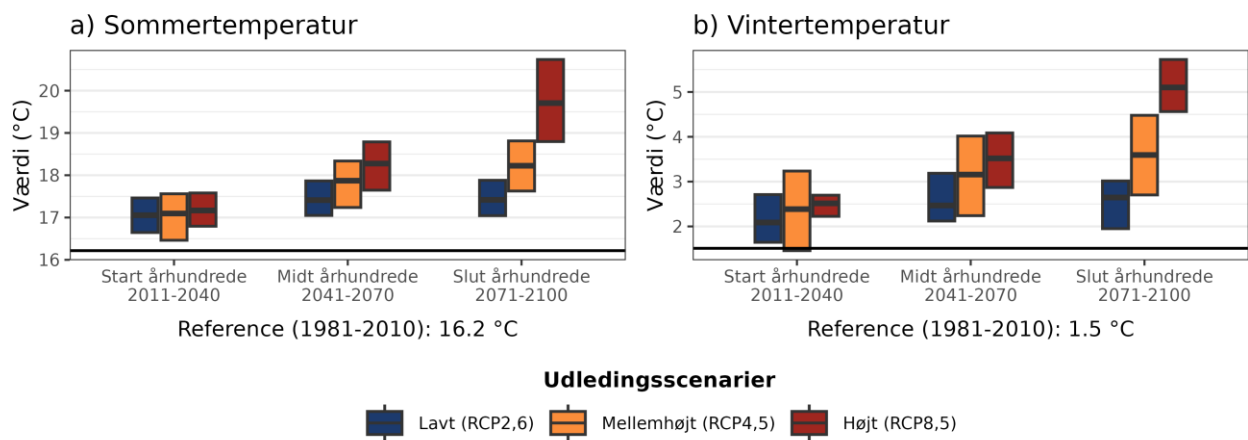 a) Sommertemperatur
Værdi (°C)
20
19
18
17
16
Start århundrede
2011-2040
Midt århundrede
2041-2070
Slut århundrede
2071-2100
Reference (1981-2010): 16.2 °C
b) Vintertemperatur
Værdi (°C)
5
4
3
2
Start århundrede
2011-2040
Midt århundrede
2041-2070
Slut århundrede
2071-2100
Reference (1981-2010): 1.5 °C
Udledingsscenarier
Lavt (RCP2,6)
Mellemhøjt (RCP4,5)
Højt (RCP8,5)